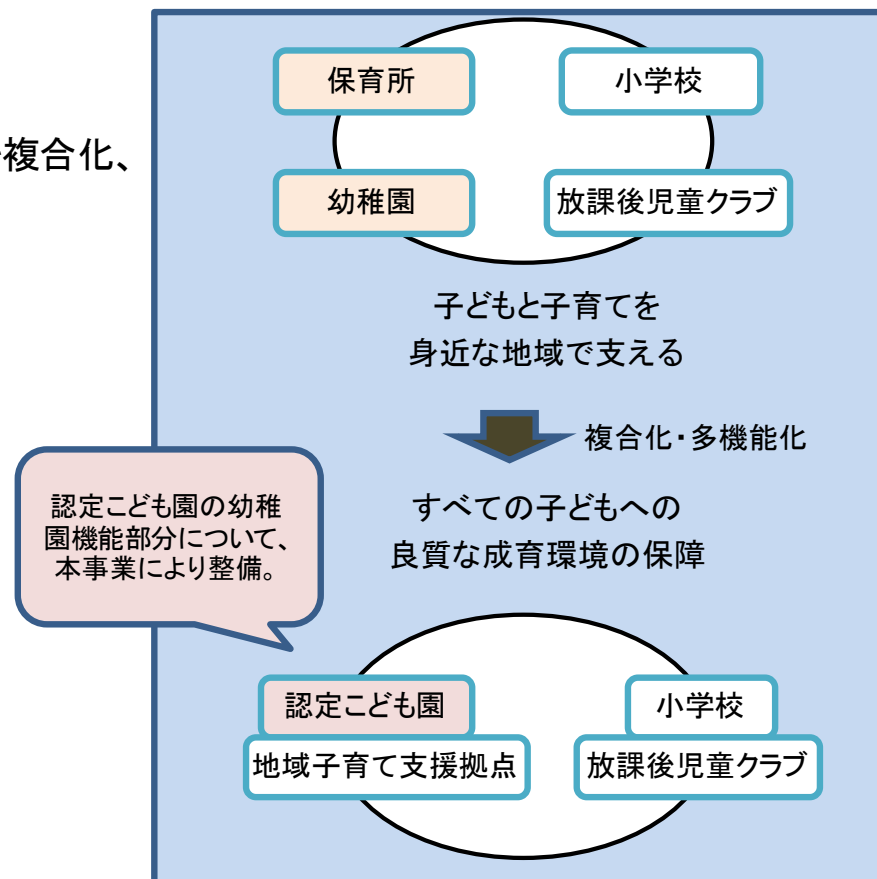 保育所
小学校
複合化、
幼稚園
放課後児童クラブ
子どもと子育てを
身近な地域で支える
複合化・多機能化
認定こども園の幼稚
園機能部分について、
本事業により整備。
すべての子どもへの
良質な成育環境の保障
認定こども園
小学校
地域子育て支援拠点
放課後児童クラブ